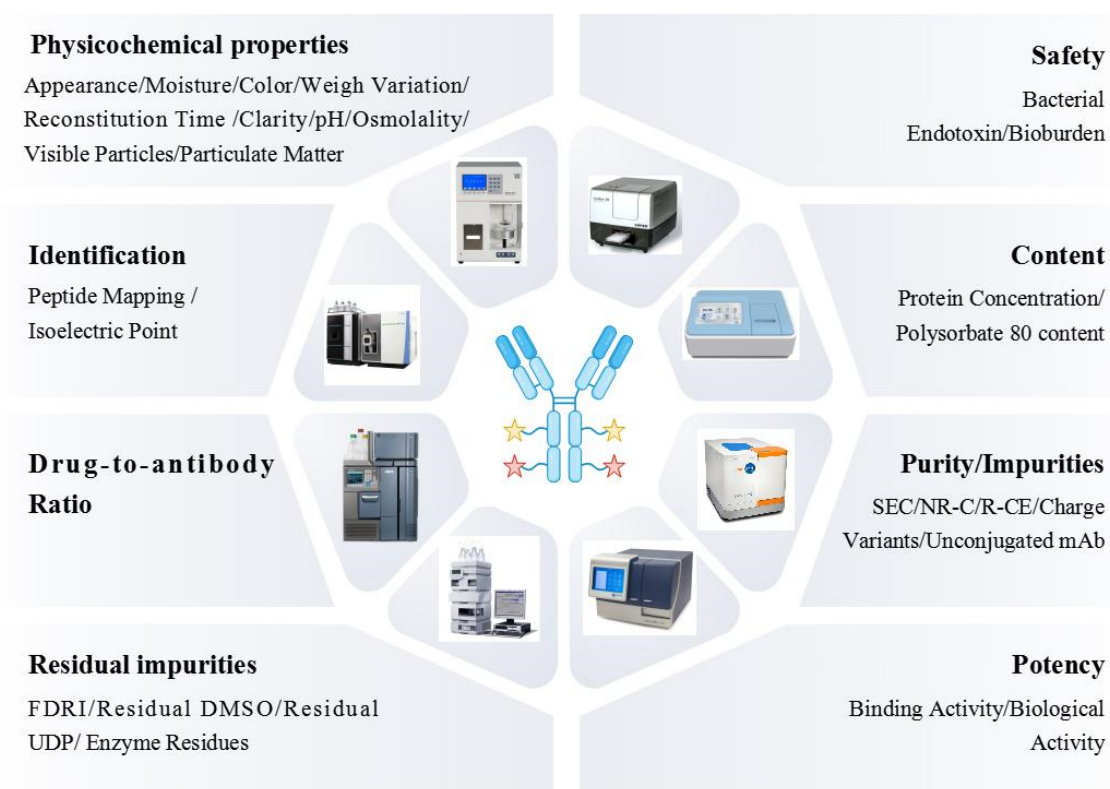 Physicochemical properties
Appearance/Moisture/Color/Weigh Variation/
Reconstitution Time /Clarity/pH/Osmolality/
Visible Particles/Particulate Matter
Safety
Bacterial
Endotoxin/Bioburden
Identification
Peptide Mapping /
Isoelectric Point
Content
Protein Concentration/
Polysorbate 80 content
Drug-to-antibody
Ratio
Purity/Impurities
SEC/NR-C/R-CE/Charge
Variants/Unconjugated mAb
Residual impurities
FDRI/Residual DMSO/Residual
UDP/ Enzyme Residues
Potency
Binding Activity/Biological
Activity